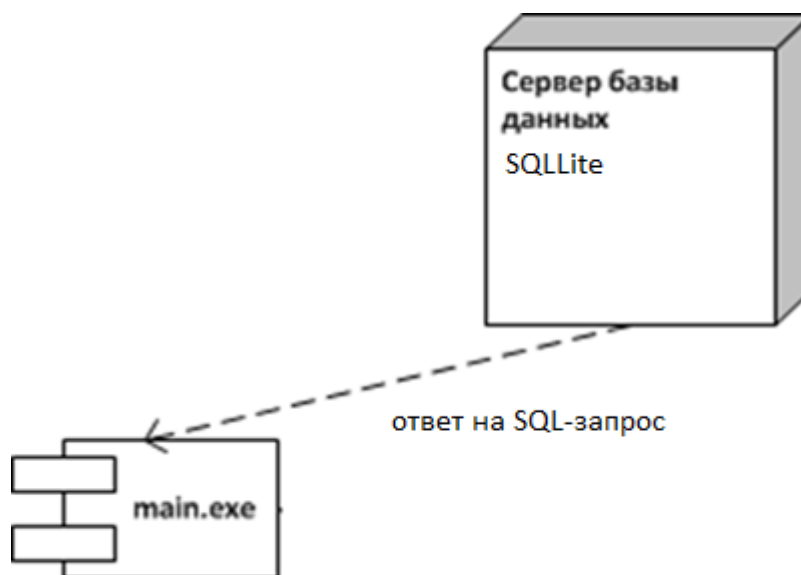 Сервер базы
данных
SQLLite
ответ на SQL-запрос
main.exe